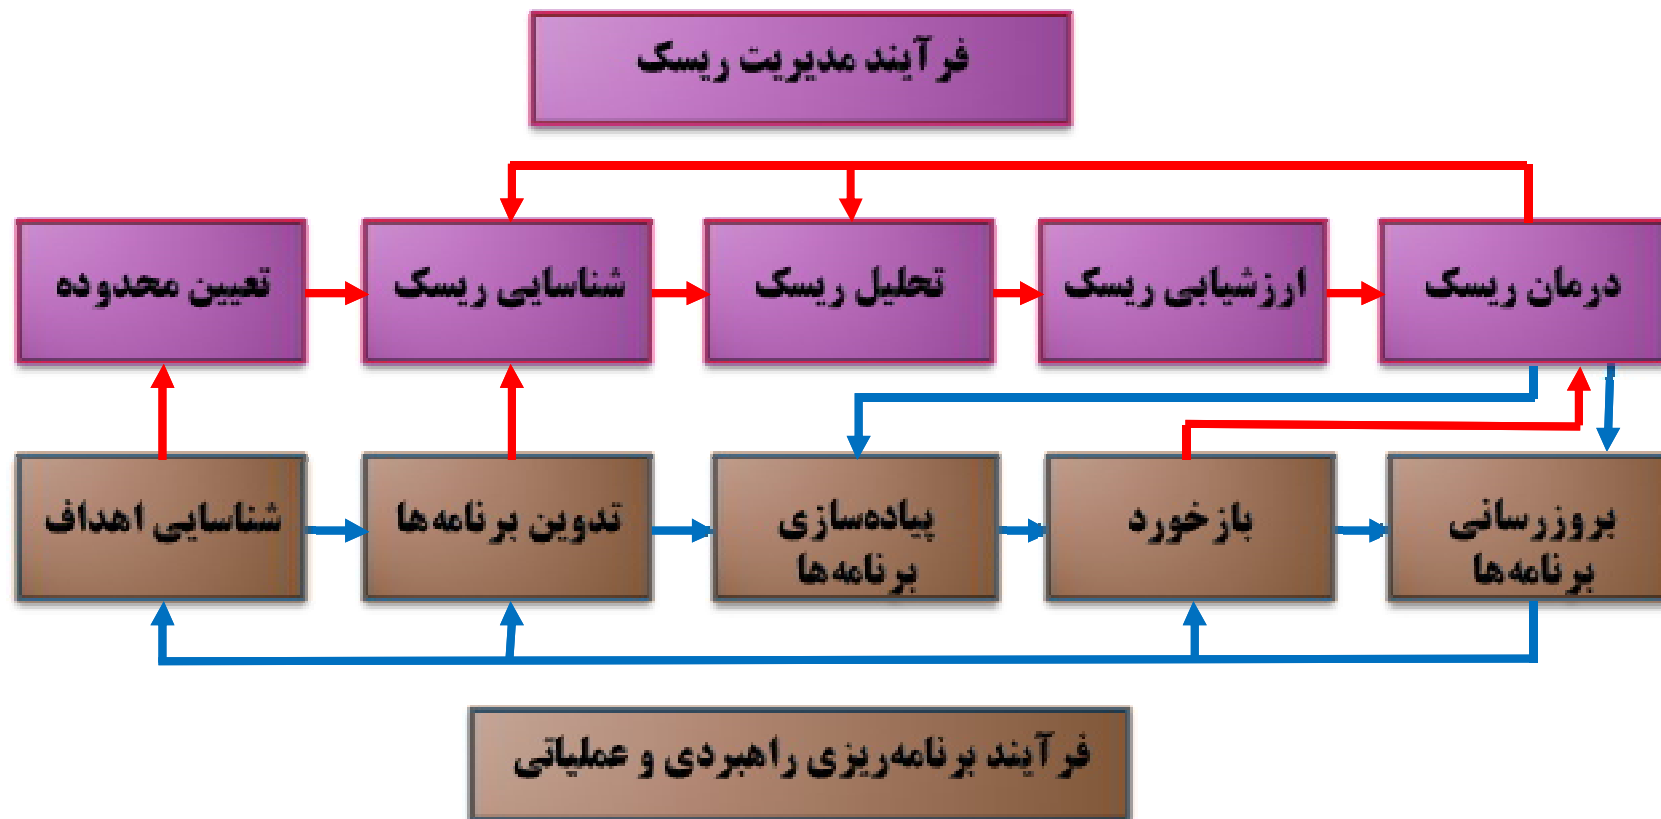 فرآیند مدیریت ریسک
تعیین محدوده
شناسایی ریسک
تحلیل ریسک
ارزشیابی ریسک
درمان ریسک
شناسایی اهداف
تدوین برنامه‌ها
پیاده‌سازی
برنامه‌ها
بازخورد
بروزرسانی
برنامه‌ها
فرآیند برنامه‌ریزی راهبردی و عملیاتی